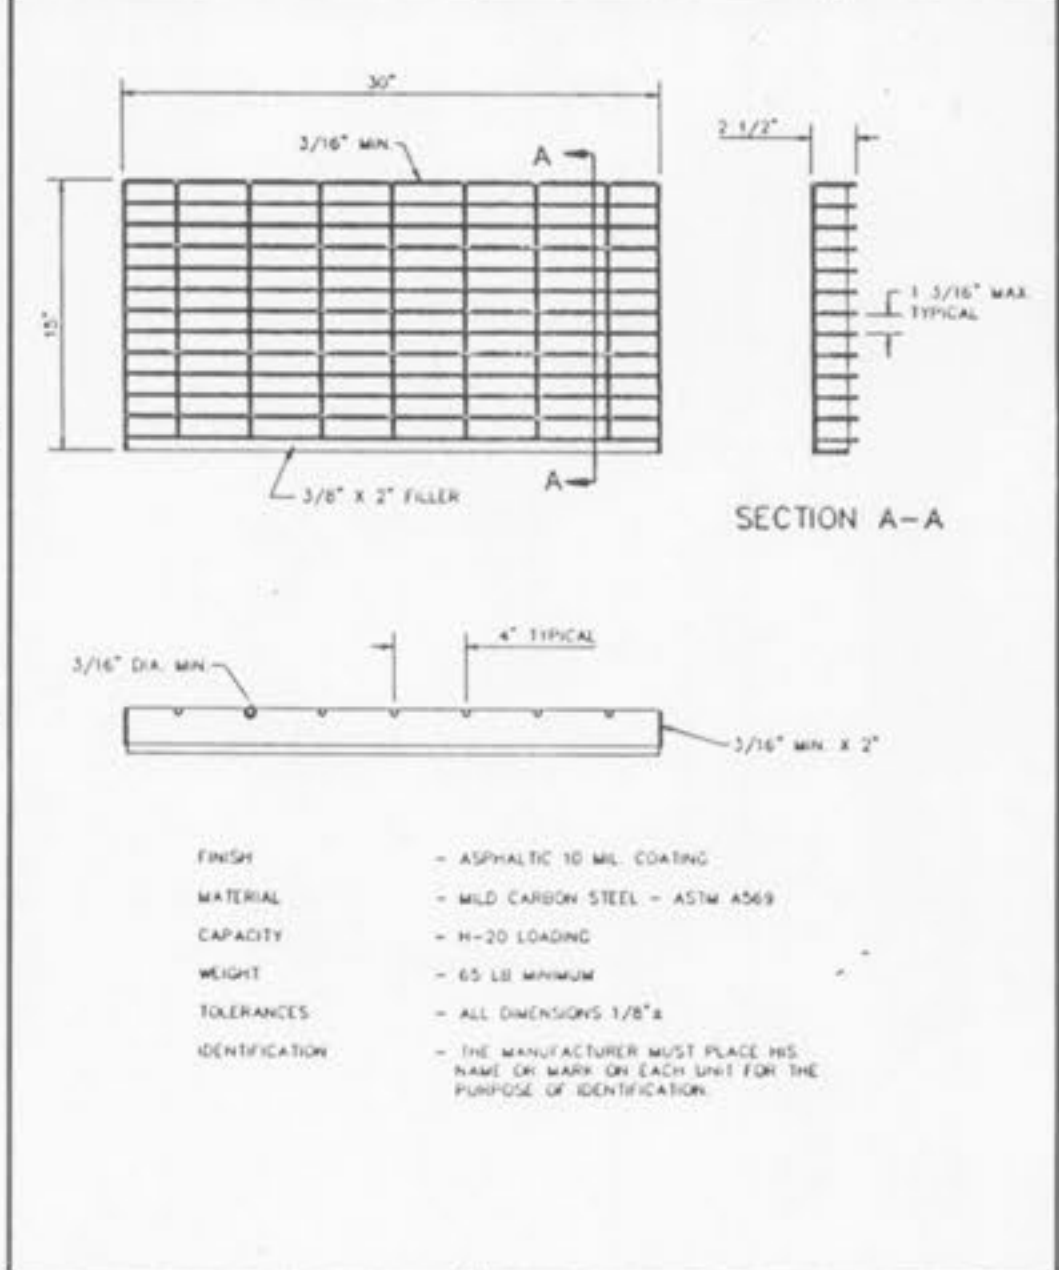 30"
3/16" MIN.
A
2 1/2"
15"
1 3/16" MAX.
TYPICAL
A
3/8" X 2" FILLER
SECTION A-A
4" TYPICAL
3/16" DIA. MIN.
3/16" MIN. X 2"
FINISH - ASPHALTIC 10 MIL. COATING
MATERIAL - MILD CARBON STEEL - ASTM A569
CAPACITY - H-20 LOADING
WEIGHT - 65 LB MINIMUM
TOLERANCES - ALL DIMENSIONS 1/8"±
IDENTIFICATION - THE MANUFACTURER MUST PLACE HIS
NAME OR MARK ON EACH UNIT FOR THE
PURPOSE OF IDENTIFICATION.